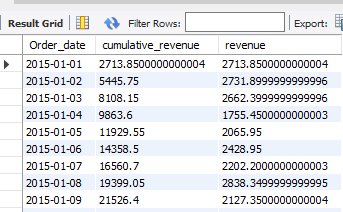 Result Grid Filter Rows: Export:
Order_date cumulative_revenue revenue
2015-01-01 2713.8500000000004 2713.8500000000004
2015-01-02 5445.75 2731.8999999999996
2015-01-03 8108.15 2662.3999999999996
2015-01-04 9863.6 1755.4500000000003
2015-01-05 11929.55 2065.95
2015-01-06 14358.5 2428.95
2015-01-07 16560.7 2202.2000000000003
2015-01-08 19399.05 2838.3499999999995
2015-01-09 21526.4 2127.3500000000004